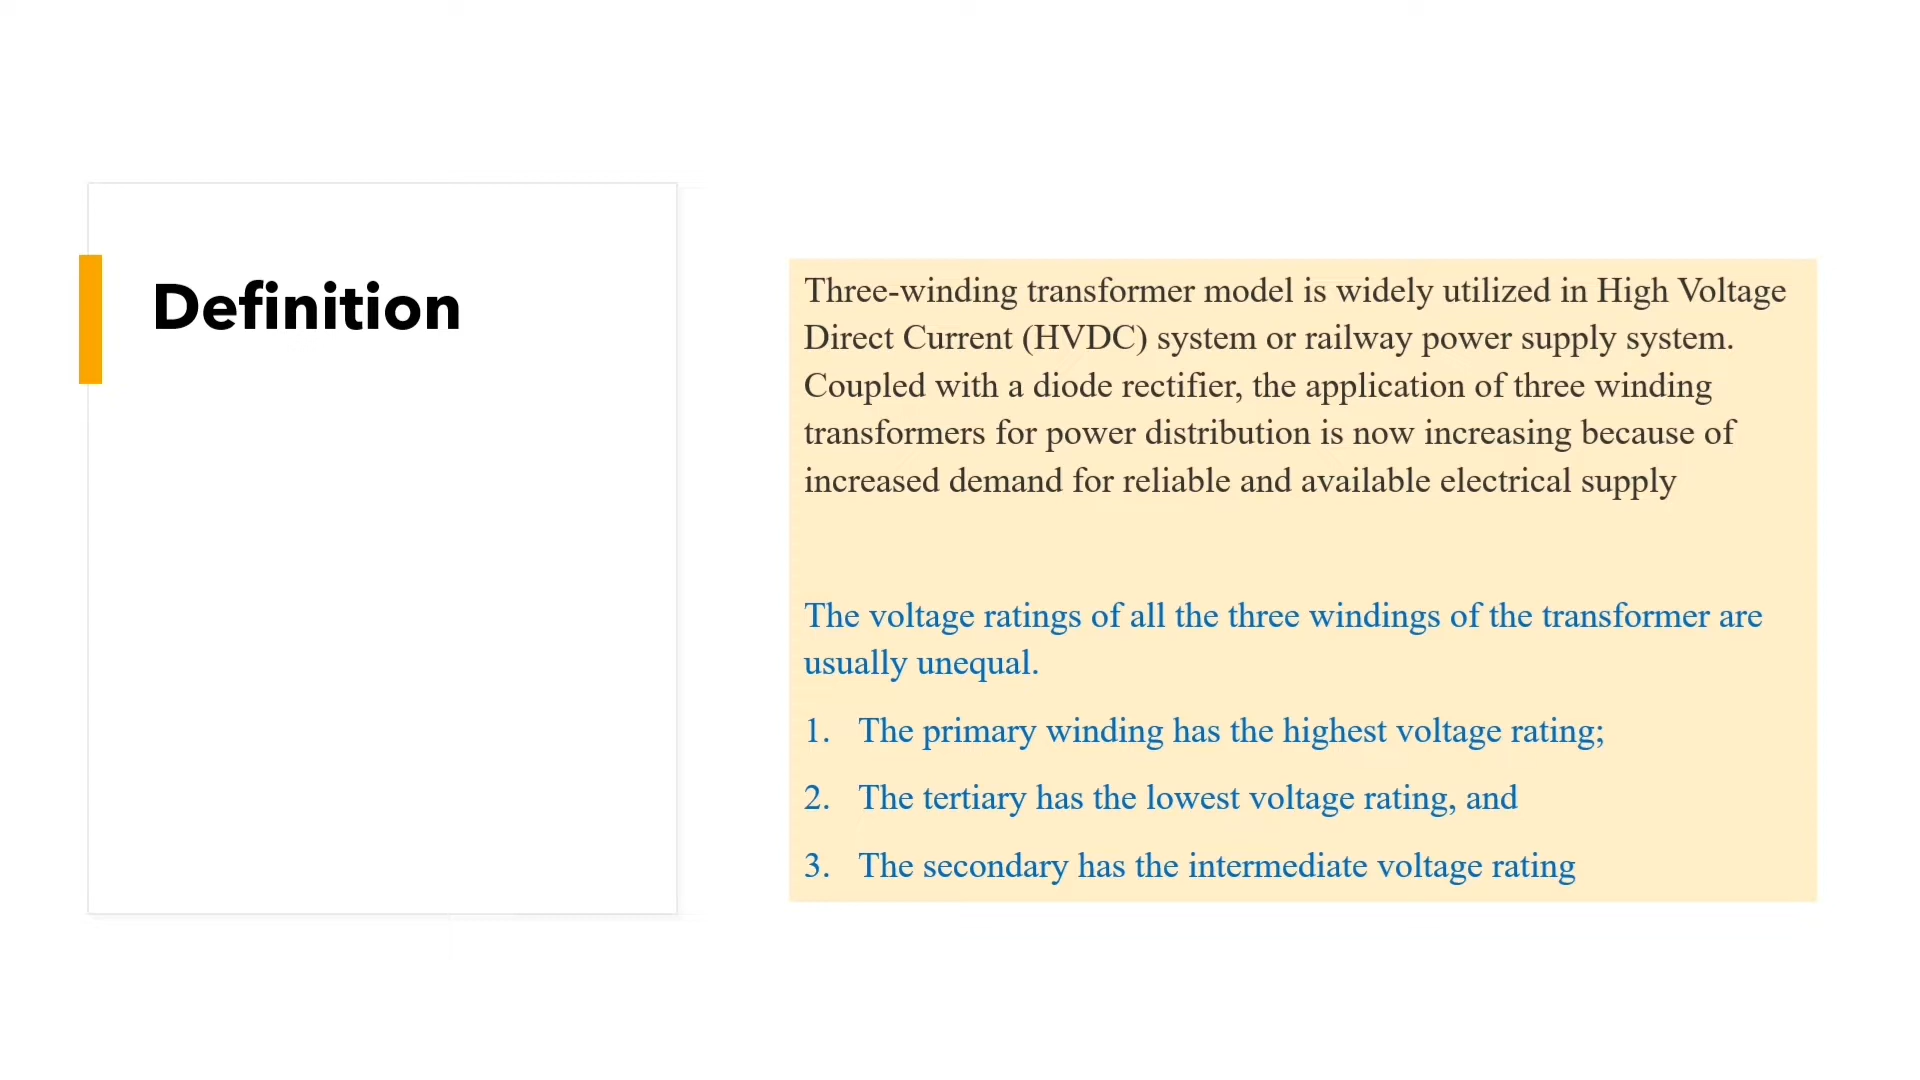 Definition
Three-winding transformer model is widely utilized in High Voltage
Direct Current (HVDC) system or railway power supply system.
Coupled with a diode rectifier, the application of three winding
transformers for power distribution is now increasing because of
increased demand for reliable and available electrical supply
The voltage ratings of all the three windings of the transformer are
usually unequal.
1. The primary winding has the highest voltage rating;
2. The tertiary has the lowest voltage rating, and
3. The secondary has the intermediate voltage rating